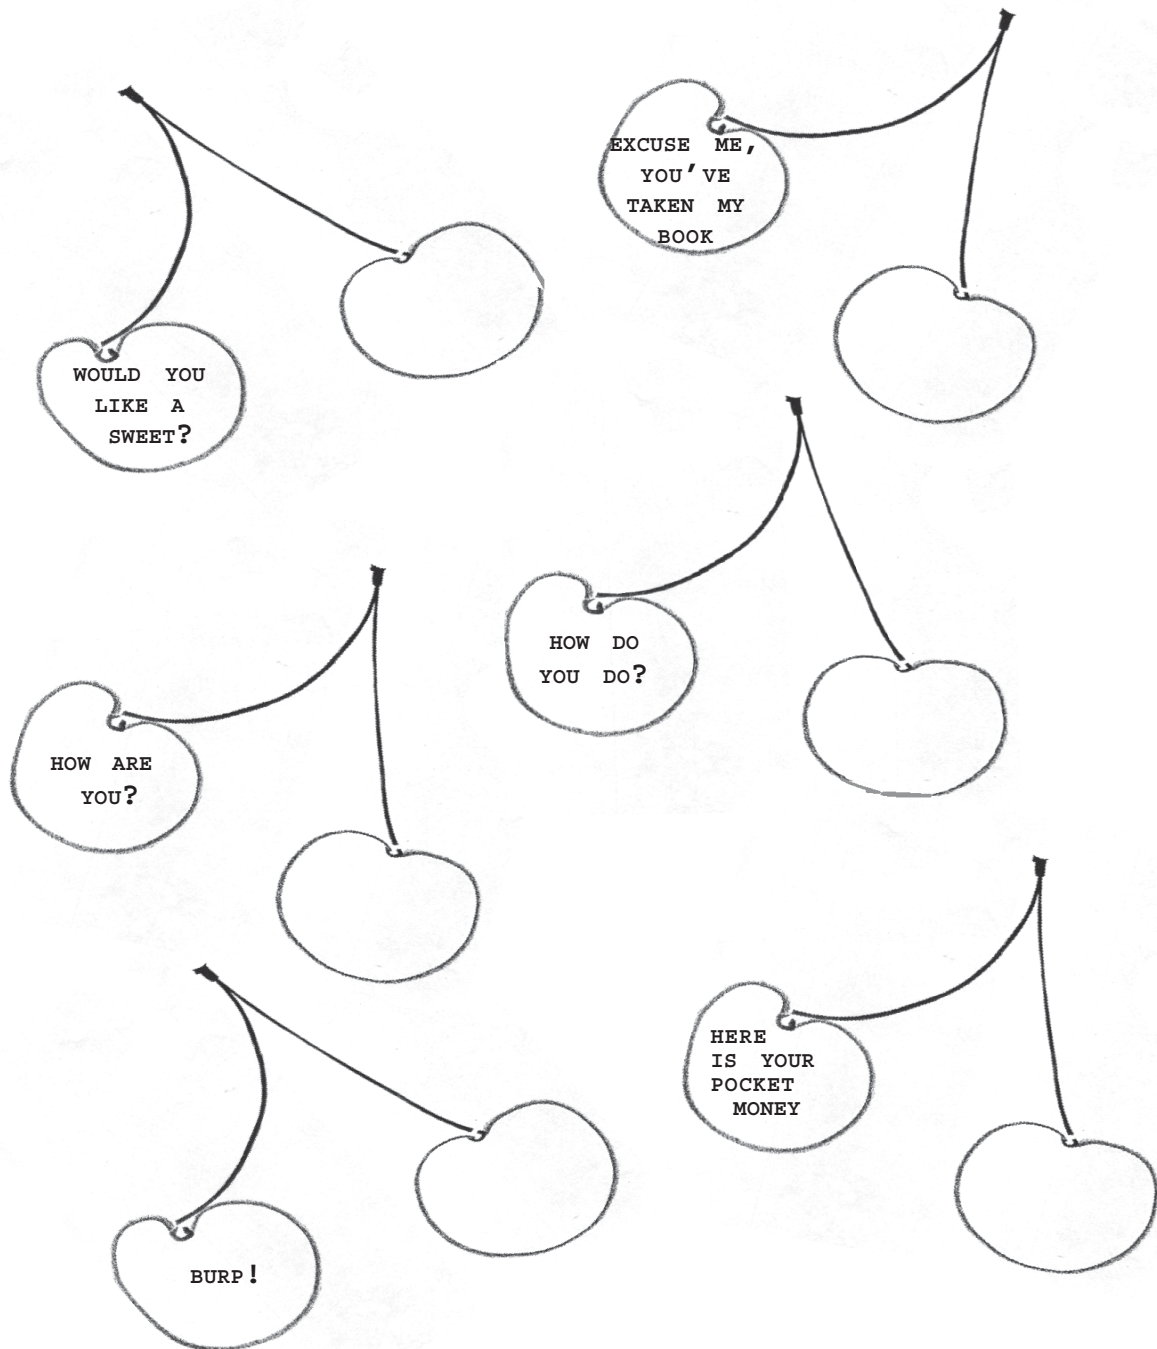 EXCUSE ME,
YOU'VE
TAKEN MY
BOOK
WOULD YOU
LIKE A
SWEET?
HOW DO
YOU DO?
HOW ARE
YOU?
HERE
IS YOUR
POCKET
MONEY
BURP!